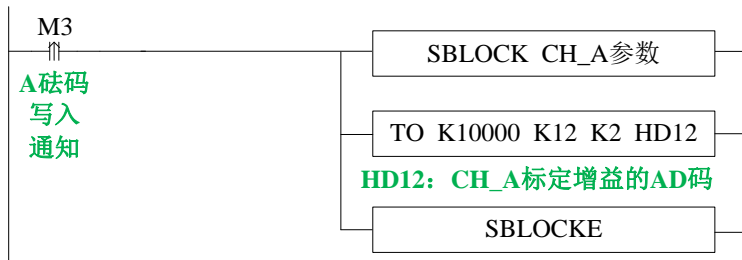 M3
A砝码
写入
通知
SBLOCK CH_A参数
TO K10000 K12 K2 HD12
HD12：CH_A标定增益的AD码
SBLOCKE